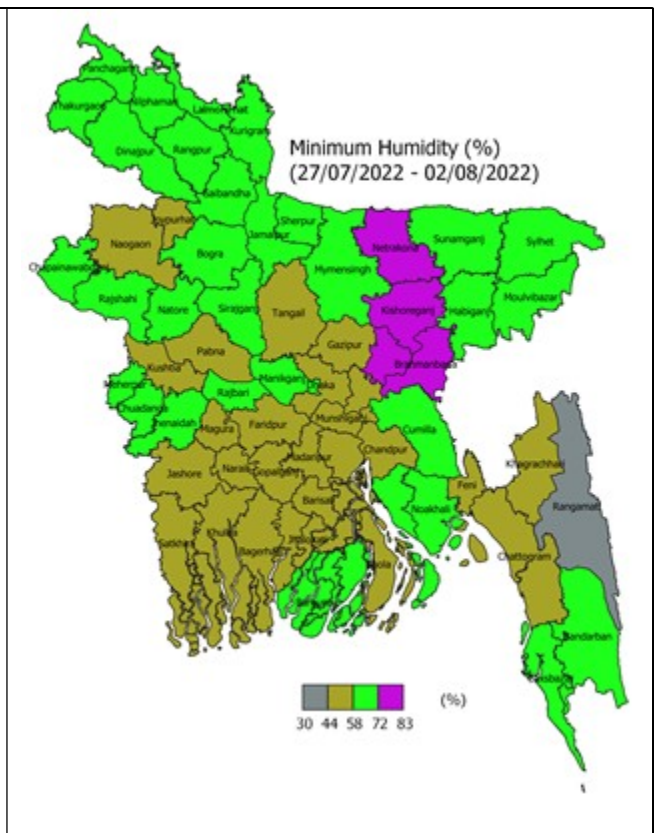 Panchagarh
Thakurgaon
Nilphamari
Lalmonirhat
Kurigram
Dinajpur
Rangpur
Minimum Humidity (%)
(27/07/2022 - 02/08/2022)
Gaibandha
Joypurhat
Naogaon
Bogra
Jamalpur
Sherpur
Mymensingh
Netrakona
Sunamganj
Sylhet
Chapainawabganj
Rajshahi
Natore
Sirajganj
Tangail
Kishoreganj
Habiganj
Moulvibazar
Gazipur
Pabna
Kushtia
Brahmanbaria
Meherpur
Chuadanga
Jhenaidah
Rajbari
Manikganj
Dhaka
Magura
Faridpur
Munshiganj
Cumilla
Chandpur
Madaripur
Jashore
Narail
Gopalganj
Khagrachhari
Rangamati
Feni
Noakhali
Barisal
Satkhira
Khulna
Bagerhat
Jhalokati
Bhola
Chattogram
Bandarban
(%)
30 44 58 72 83